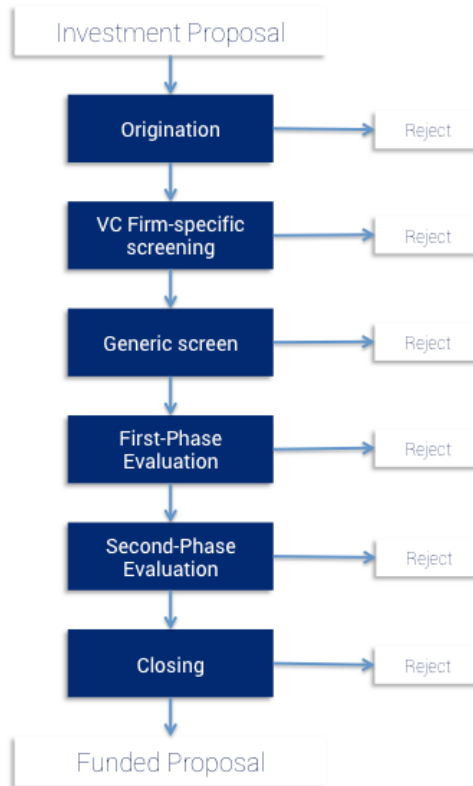 Investment Proposal
Origination
Reject
VC Firm-specific
screening
Reject
Generic screen
Reject
First-Phase
Evaluation
Reject
Second-Phase
Evaluation
Reject
Closing
Reject
Funded Proposal